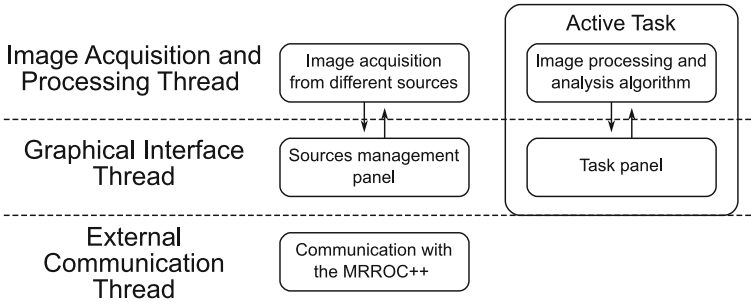 Active Task
Image Acquisition and
Processing Thread
Image acquisition
from different sources
Image processing and
analysis algorithm
Graphical Interface
Thread
Sources management
panel
Task panel
External
Communication
Thread
Communication with
the MRROC++